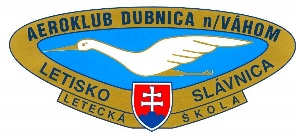 AEROKLUB DUBNICA n/VÁHOM
LETISKO SLÁVNICA
LETECKÁ ŠKOLA